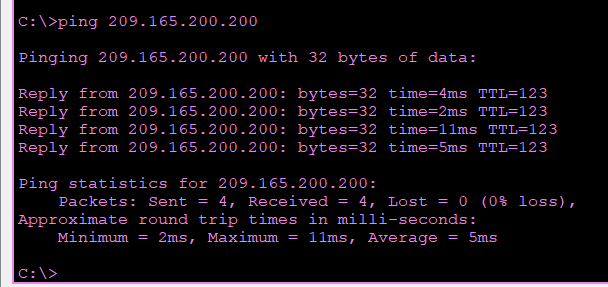 C:\>ping 209.165.200.200
Pinging 209.165.200.200 with 32 bytes of data:
Reply from 209.165.200.200: bytes=32 time=4ms TTL=123
Reply from 209.165.200.200: bytes=32 time=2ms TTL=123
Reply from 209.165.200.200: bytes=32 time=11ms TTL=123
Reply from 209.165.200.200: bytes=32 time=5ms TTL=123
Ping statistics for 209.165.200.200:
    Packets: Sent = 4, Received = 4, Lost = 0 (0% loss),
Approximate round trip times in milli-seconds:
    Minimum = 2ms, Maximum = 11ms, Average = 5ms
C:\>